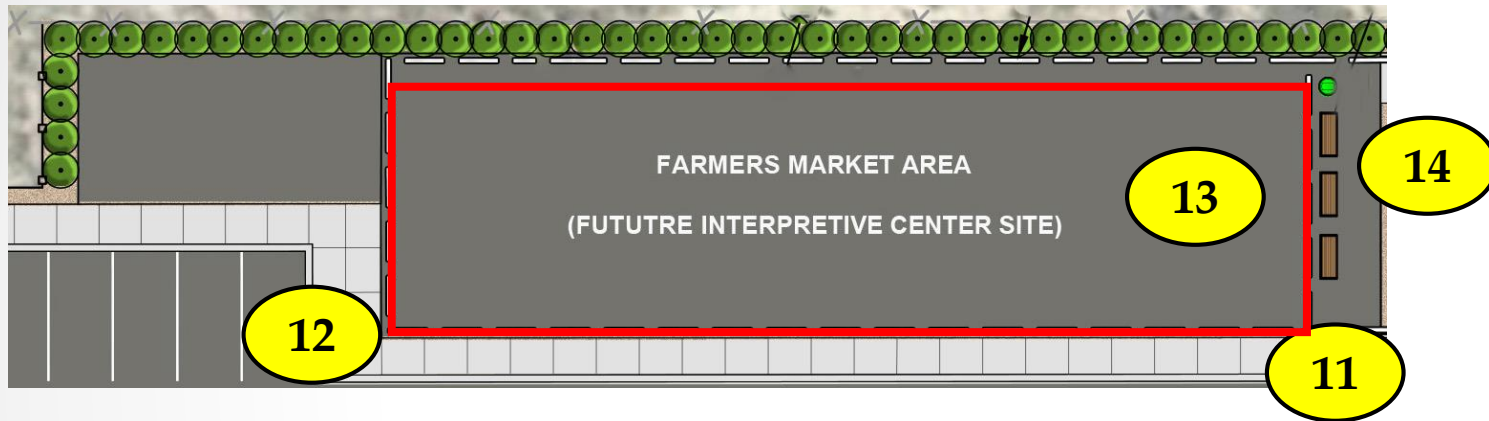 FARMERS MARKET AREA
14
13
(FUTUTRE INTERPRETIVE CENTER SITE)
12
11